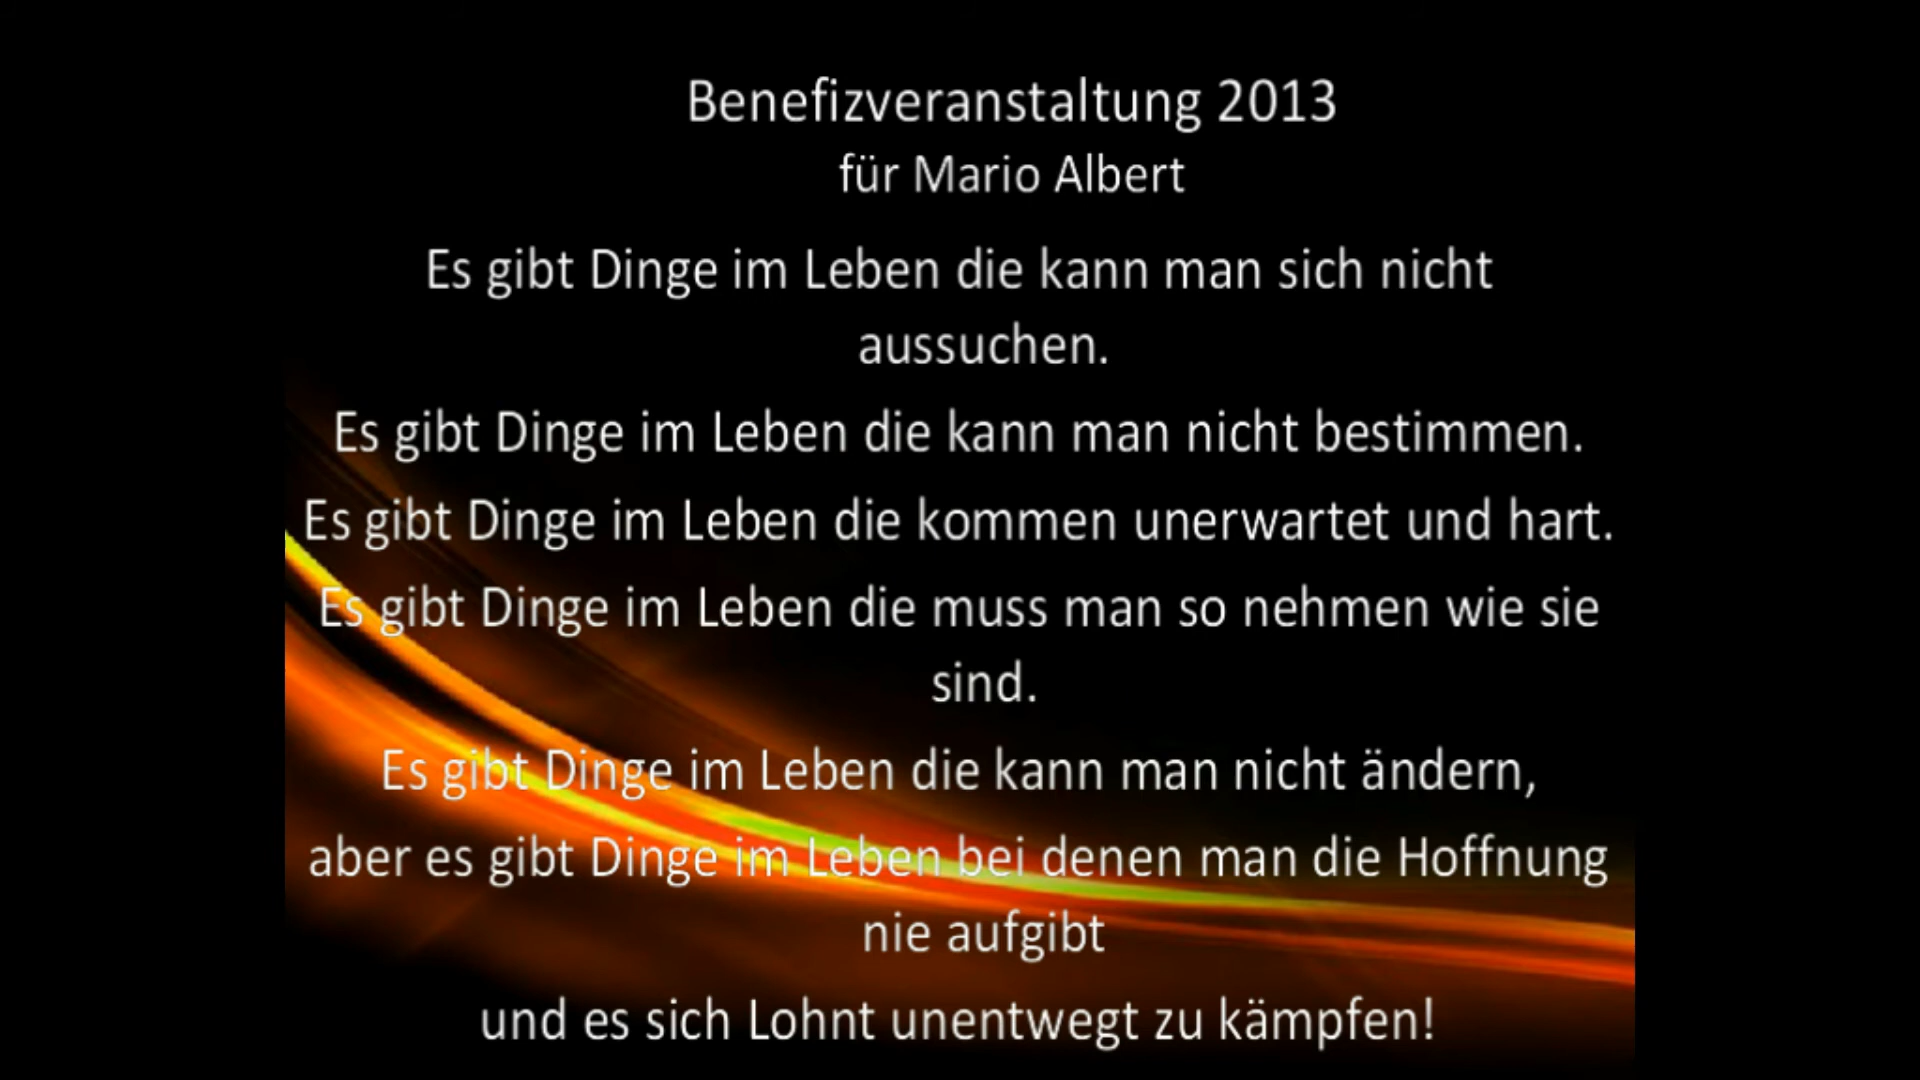 Benefizveranstaltung 2013
für Mario Albert
Es gibt Dinge im Leben die kann man sich nicht
aussuchen.
Es gibt Dinge im Leben die kann man nicht bestimmen.
Es gibt Dinge im Leben die kommen unerwartet und hart.
Es gibt Dinge im Leben die muss man so nehmen wie sie
sind.
Es gibt Dinge im Leben die kann man nicht ändern,
aber es gibt Dinge im Leben bei denen man die Hoffnung
nie aufgibt
und es sich Lohnt unentwegt zu kämpfen!